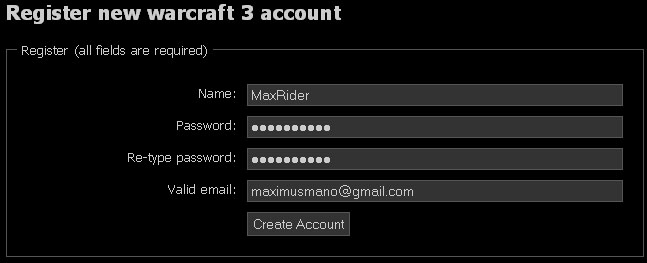 Register new warcraft 3 account
Register (all fields are required)
Name: MaxRider
Password: ●●●●●●●●●●
Re-type password: ●●●●●●●●●●
Valid email: maximusmano@gmail.com
Create Account